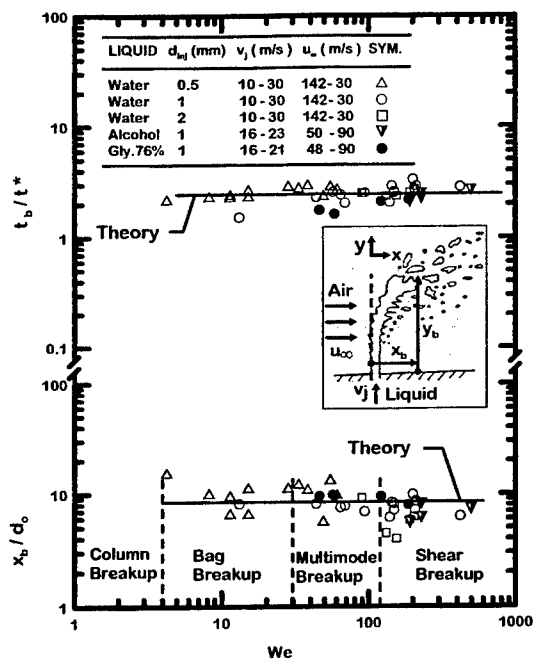 100
LIQUID d_inj (mm) v_j (m/s) u_∞ (m/s) SYM.
Water 0.5 10-30 142-30 △
Water 1 10-30 142-30 ○
Water 2 10-30 142-30 □
Alcohol 1 16-23 50-90 ▼
Gly.76% 1 16-21 48-90 ●
10
t_b / t*
Theory
1
0.1
y
x
Air
u_∞
x_b
y_b
v_j
Liquid
100
Theory
10
x_b/d_o
Column
Breakup
Bag
Breakup
Multimode
Breakup
Shear
Breakup
1
1 10 100 1000
We